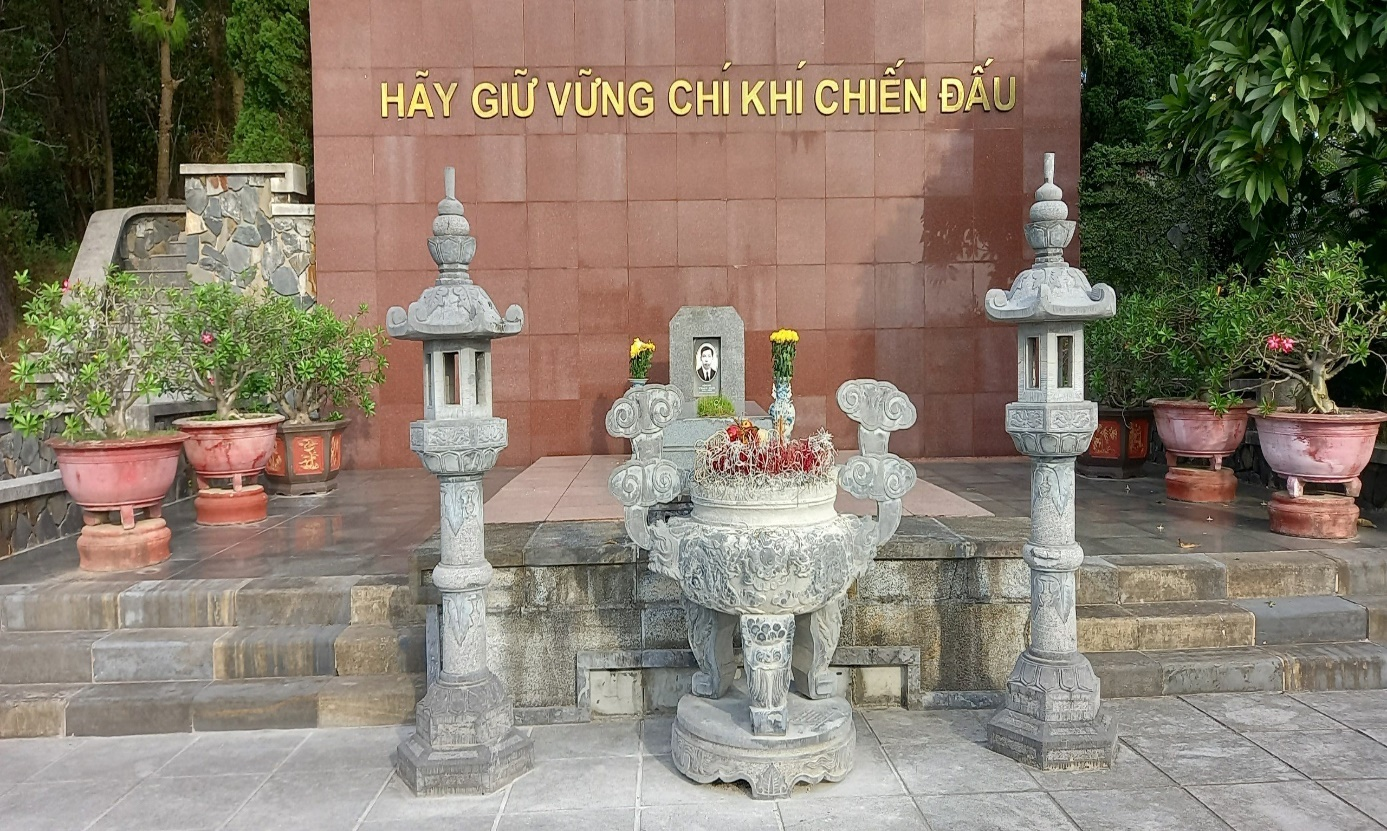 HÃY GIỮ VỮNG CHÍ KHÍ CHIẾN ĐẤU